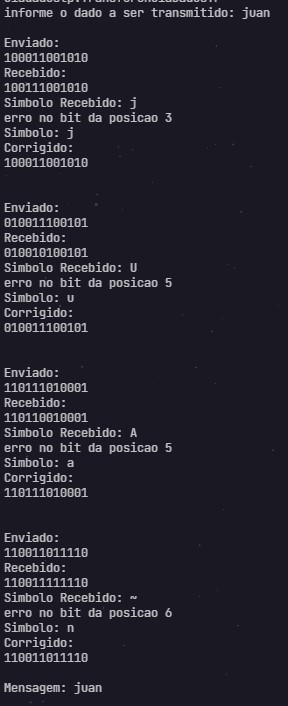 informe o dado a ser transmitido: juan
Enviado:
100011001010
Recebido:
100111001010
Simbolo Recebido: j
erro no bit da posicao 3
Simbolo: j
Corrigido:
100011001010
Enviado:
010011100101
Recebido:
010010100101
Simbolo Recebido: U
erro no bit da posicao 5
Simbolo: u
Corrigido:
010011100101
Enviado:
110111010001
Recebido:
110110010001
Simbolo Recebido: A
erro no bit da posicao 5
Simbolo: a
Corrigido:
110111010001
Enviado:
110011011110
Recebido:
110011111110
Simbolo Recebido: ~
erro no bit da posicao 6
Simbolo: n
Corrigido:
110011011110
Mensagem: juan